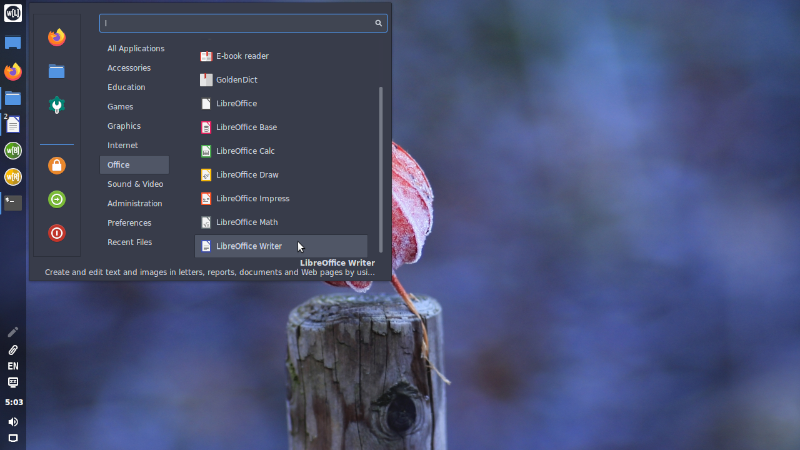 w[L]
2
w[B]
w[M]
EN
5:03
All Applications
Accessories
Education
Games
Graphics
Internet
Office
Sound & Video
Administration
Preferences
Recent Files
E-book reader
GoldenDict
LibreOffice
LibreOffice Base
LibreOffice Calc
LibreOffice Draw
LibreOffice Impress
LibreOffice Math
LibreOffice Writer
LibreOffice Writer
Create and edit text and images in letters, reports, documents and Web pages by usi...